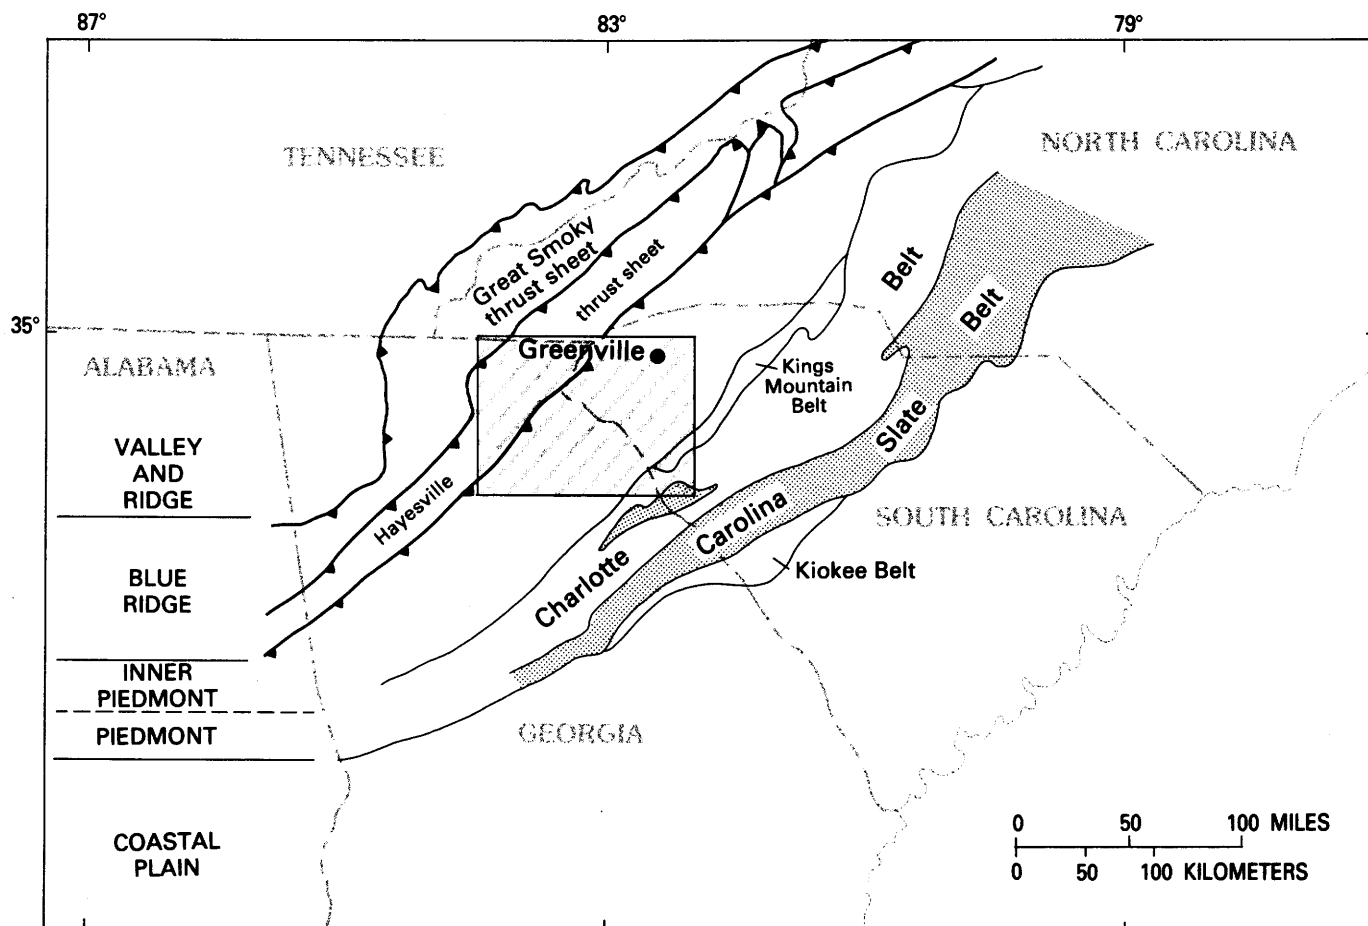 87°
83°
79°
TENNESSEE
NORTH CAROLINA
Great Smoky
thrust sheet
thrust sheet
Belt
Belt
35°
Greenville
ALABAMA
Kings
Mountain
Belt
VALLEY
AND
RIDGE
Hayesville
Slate
Carolina
SOUTH CAROLINA
Kiokee Belt
Charlotte
BLUE
RIDGE
INNER
PIEDMONT
PIEDMONT
GEORGIA
COASTAL
PLAIN
0 50 100 MILES
0 50 100 KILOMETERS